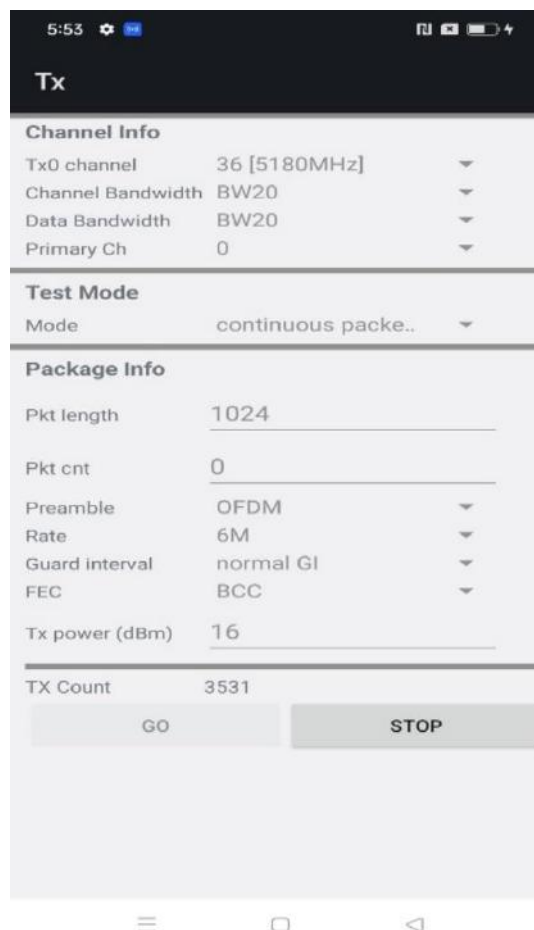 5:53
Tx
Channel Info
Tx0 channel 36 [5180MHz]
Channel Bandwidth BW20
Data Bandwidth BW20
Primary Ch 0
Test Mode
Mode continuous packe..
Package Info
Pkt length 1024
Pkt cnt 0
Preamble OFDM
Rate 6M
Guard interval normal GI
FEC BCC
Tx power (dBm) 16
TX Count 3531
GO STOP